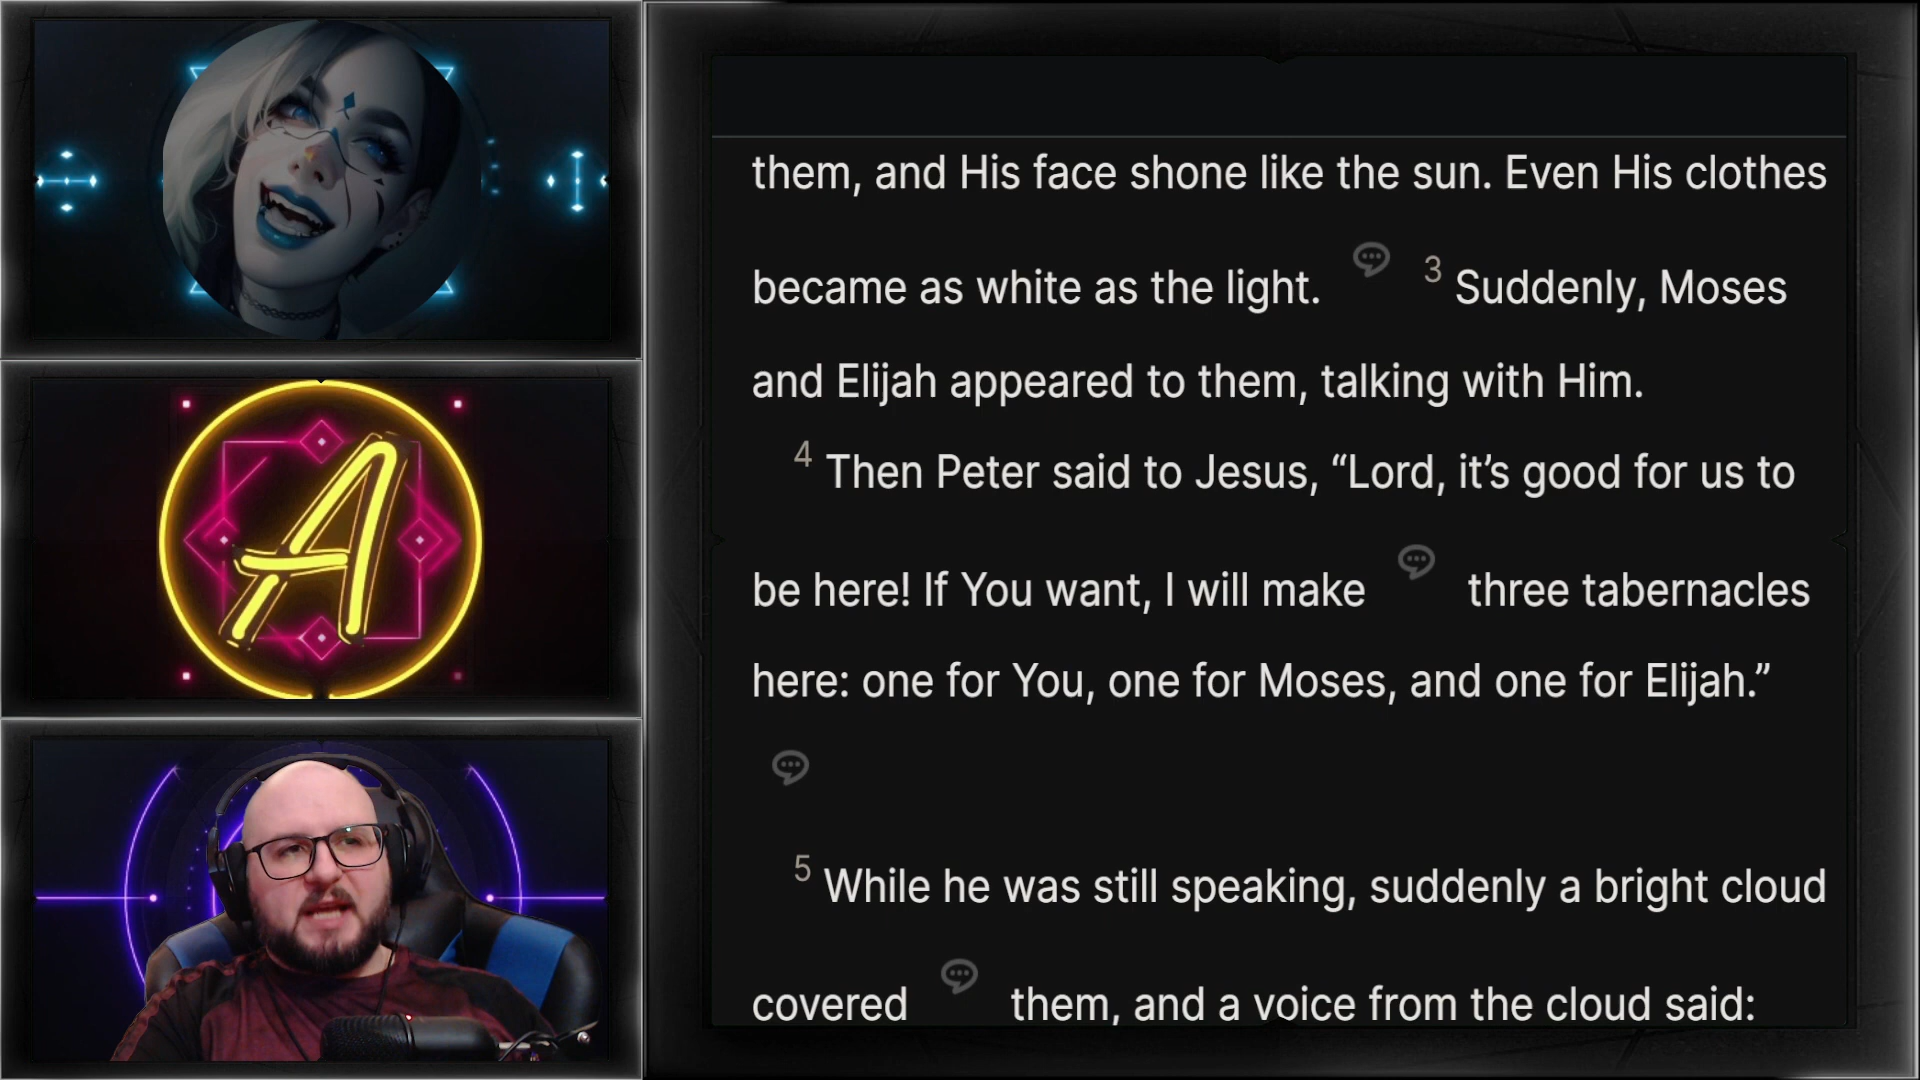 A
them, and His face shone like the sun. Even His clothes
became as white as the light. 3 Suddenly, Moses
and Elijah appeared to them, talking with Him.
4 Then Peter said to Jesus, “Lord, it’s good for us to
be here! If You want, I will make three tabernacles
here: one for You, one for Moses, and one for Elijah.”
5 While he was still speaking, suddenly a bright cloud
covered them, and a voice from the cloud said: